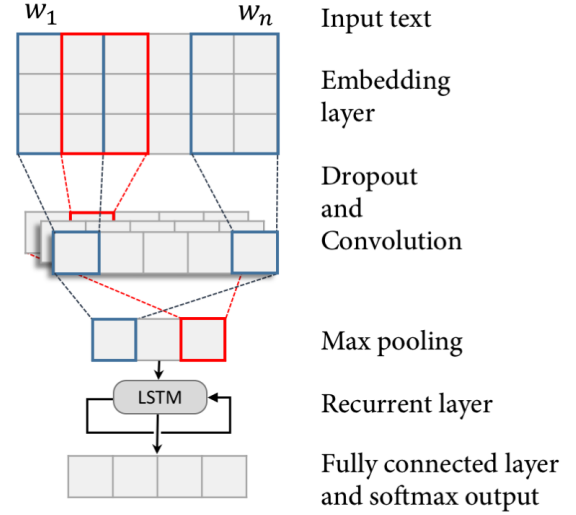 w₁ wₙ Input text
Embedding
layer
Dropout
and
Convolution
Max pooling
LSTM Recurrent layer
Fully connected layer
and softmax output